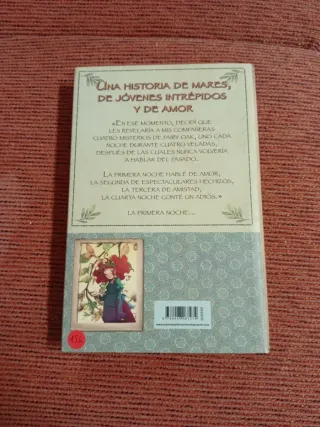 UNA HISTORIA DE MARES,
DE JÓVENES INTRÉPIDOS
Y DE AMOR
«EN ESE MOMENTO, DECIDÍ QUE
LES REVELARÍA A MIS COMPAÑERAS
CUATRO MISTERIOS DE FAIRY OAK, UNO CADA
NOCHE DURANTE CUATRO VELADAS,
DESPUÉS DE LAS CUALES NUNCA VOLVERÍA
A HABLAR DEL PASADO.
LA PRIMERA NOCHE HABLÉ DE AMOR,
LA SEGUNDA DE ESPECTACULARES HECHIZOS,
LA TERCERA DE AMISTAD,
LA CUARTA NOCHE CONTÉ UN ADIÓS.»
LA PRIMERA NOCHE...